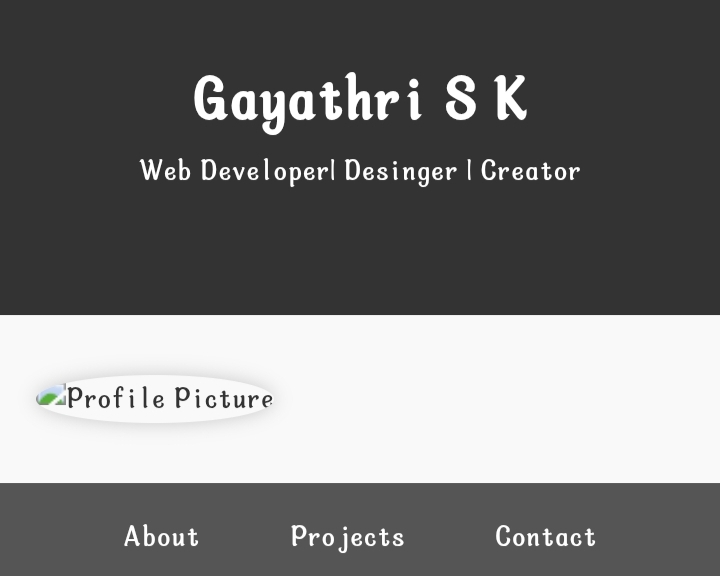 Gayathri S K
Web Developer| Desinger | Creator
Profile Picture
About Projects Contact